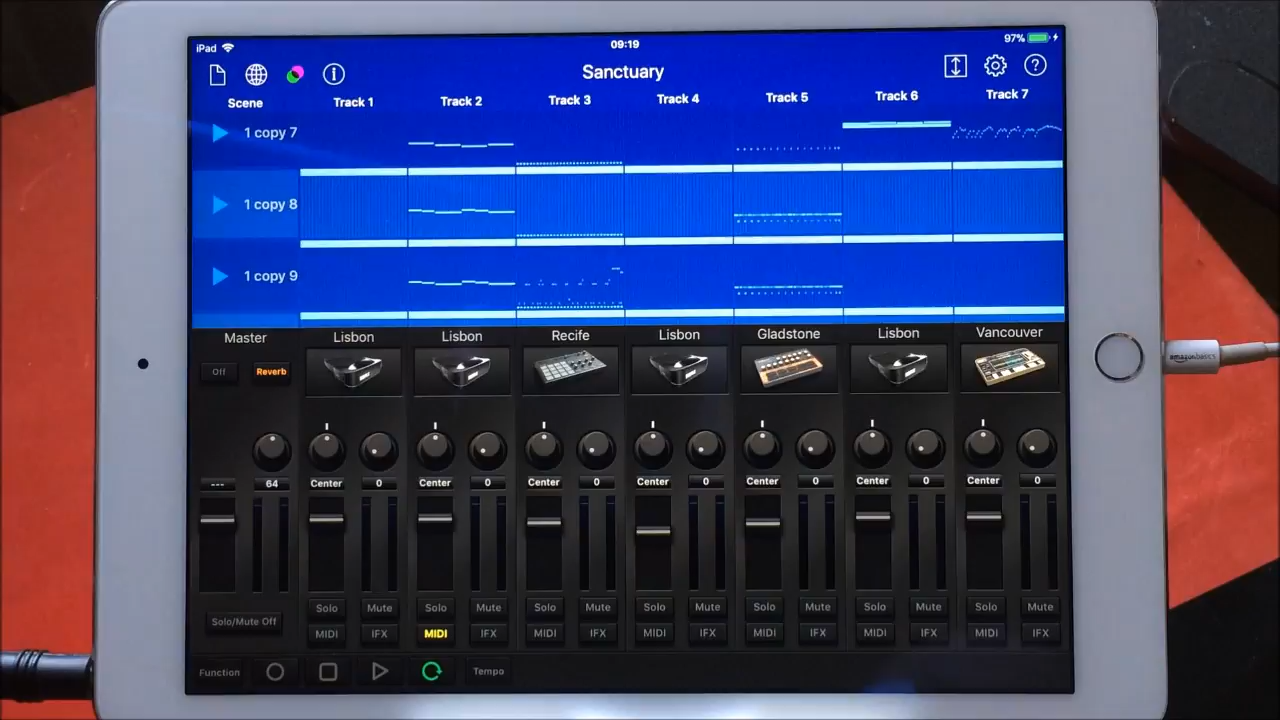 iPad 09:19 97%
Sanctuary
Scene Track 1 Track 2 Track 3 Track 4 Track 5 Track 6 Track 7
1 copy 7
1 copy 8
1 copy 9
Master Lisbon Lisbon Recife Lisbon Gladstone Lisbon Vancouver
Off Reverb
--- 64 Center 0 Center 0 Center 0 Center 0 Center 0 Center 0 Center 0
Solo Mute Solo Mute Solo Mute Solo Mute Solo Mute Solo Mute Solo Mute
Solo/Mute Off
MIDI IFX MIDI IFX MIDI IFX MIDI IFX MIDI IFX MIDI IFX MIDI IFX
Function Tempo
amazonbasics